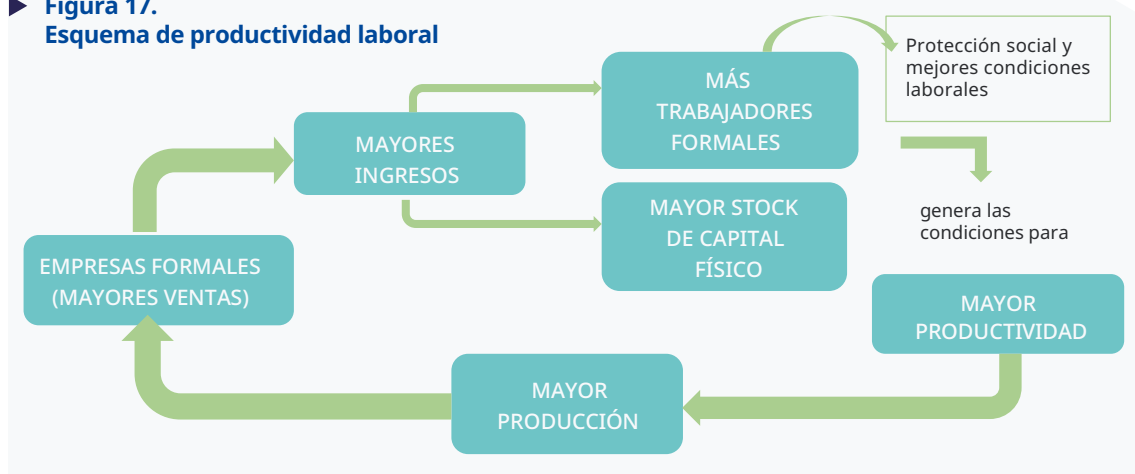 Figura 17.
Esquema de productividad laboral
EMPRESAS FORMALES
(MAYORES VENTAS)
MAYORES
INGRESOS
MÁS
TRABAJADORES
FORMALES
Protección social y
mejores condiciones
laborales
MAYOR STOCK
DE CAPITAL
FÍSICO
genera las
condiciones para
MAYOR
PRODUCTIVIDAD
MAYOR
PRODUCCIÓN